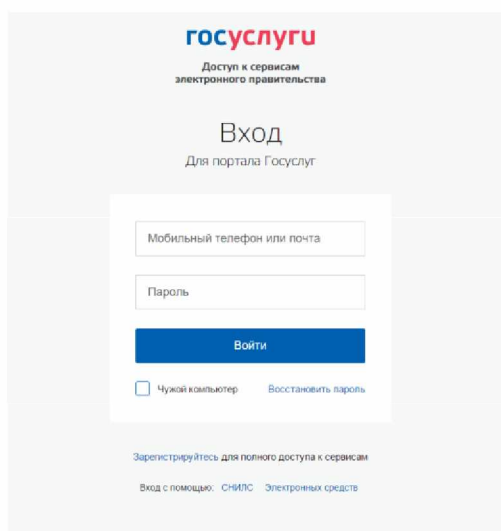 госуслуги
Доступ к сервисам
электронного правительства
Вход
Для портала Госуслуг
Мобильный телефон или почта
Пароль
Войти
Чужой компьютер Восстановить пароль
Зарегистрируйтесь для полного доступа к сервисам
Вход с помощью: СНИЛС Электронных средств